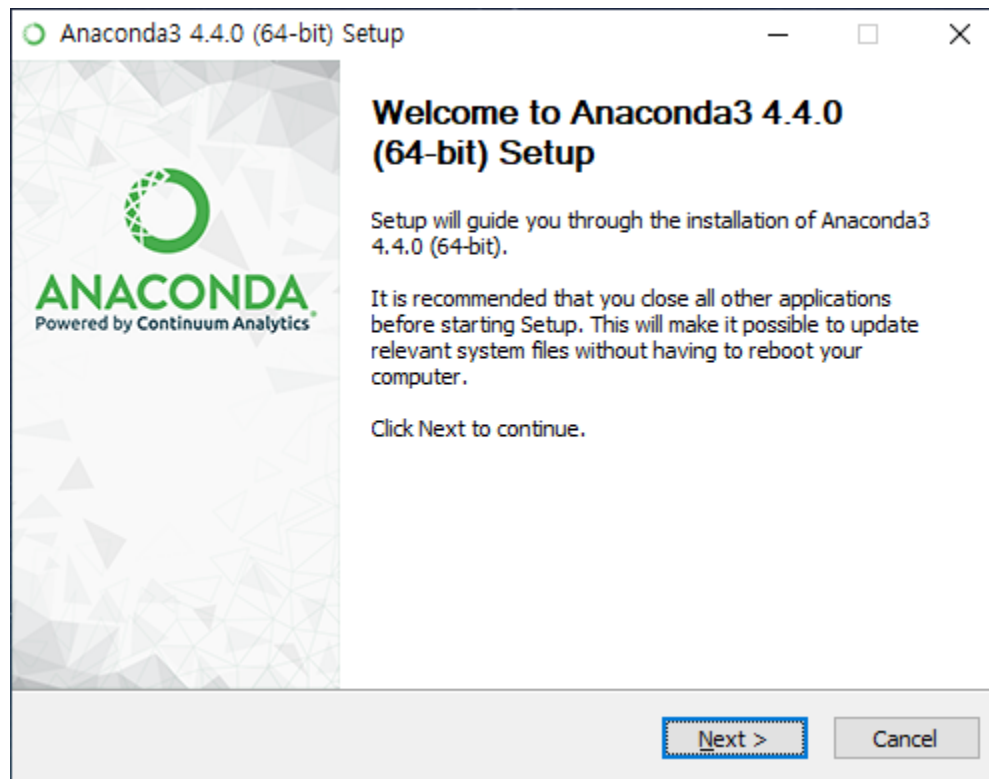 Anaconda3 4.4.0 (64-bit) Setup
Welcome to Anaconda3 4.4.0
(64-bit) Setup
ANACONDA
Powered by Continuum Analytics®
Setup will guide you through the installation of Anaconda3
4.4.0 (64-bit).
It is recommended that you close all other applications
before starting Setup. This will make it possible to update
relevant system files without having to reboot your
computer.
Click Next to continue.
Next >
Cancel